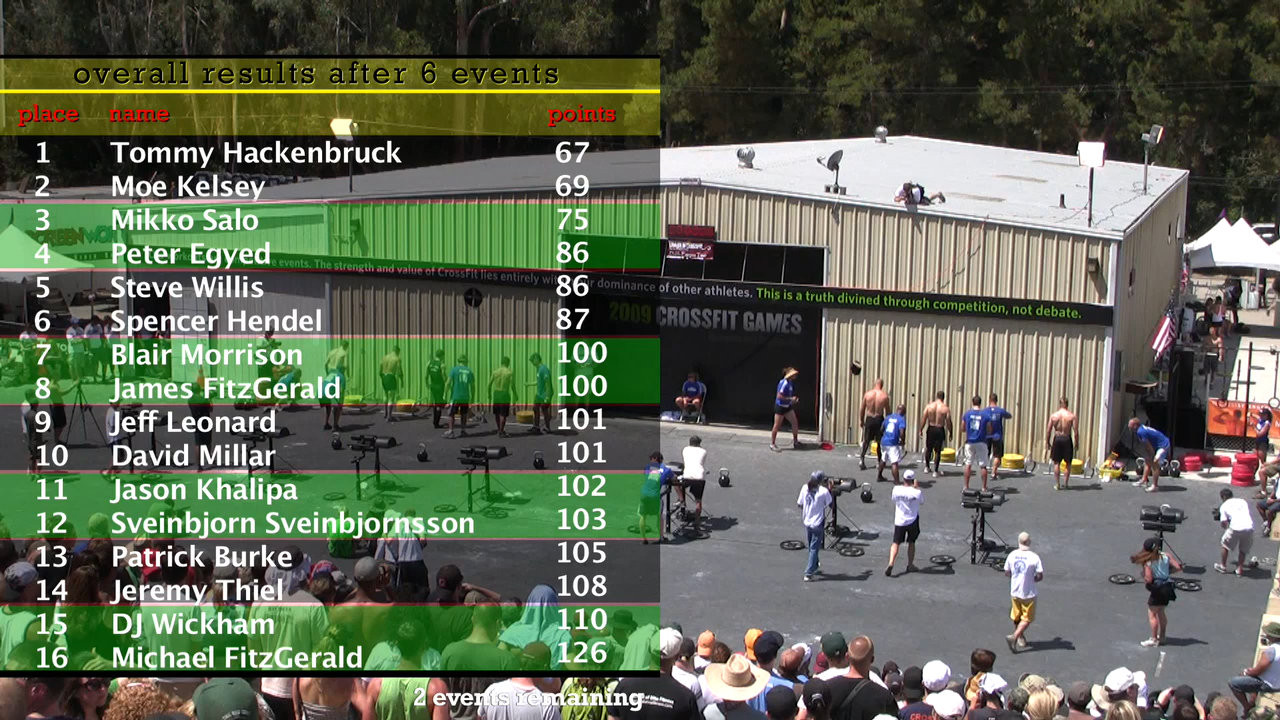 overall results after 6 events
place name points
1 Tommy Hackenbruck 67
2 Moe Kelsey 69
3 Mikko Salo 75
4 Peter Egyed 86
5 Steve Willis 86
6 Spencer Hendel 87
7 Blair Morrison 100
8 James FitzGerald 100
9 Jeff Leonard 101
10 David Millar 101
11 Jason Khalipa 102
12 Sveinbjorn Sveinbjornsson 103
13 Patrick Burke 105
14 Jeremy Thiel 108
15 DJ Wickham 110
16 Michael FitzGerald 126
2 events remaining
events. The strength and value of CrossFit lies entirely dominance of other athletes. This is a truth divined through competition, not debate.
2009 CROSSFIT GAMES